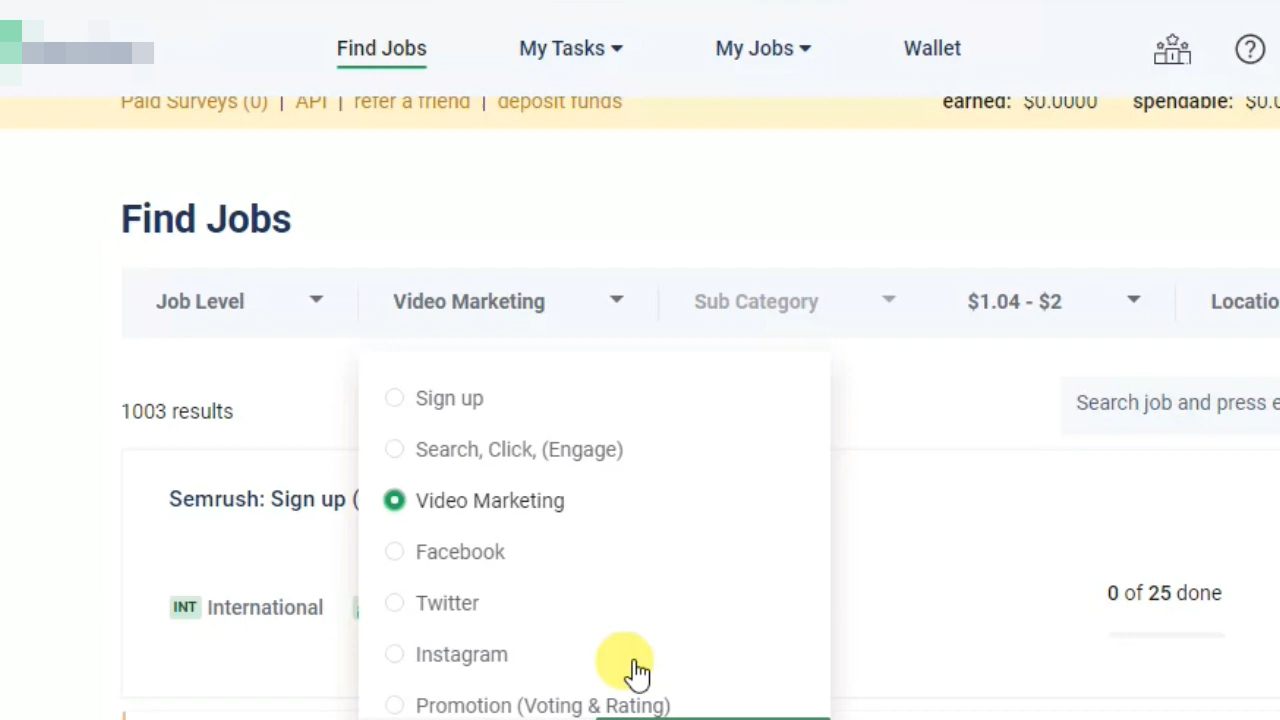 Find Jobs
My Tasks
My Jobs
Wallet
Paid Surveys (0) | API | refer a friend | deposit funds
earned: $0.0000 spendable: $0.0
Find Jobs
Job Level
Video Marketing
Sub Category
$1.04 - $2
Locatio
1003 results
Search job and press e
Sign up
Search, Click, (Engage)
Video Marketing
Facebook
Twitter
Instagram
Promotion (Voting & Rating)
Semrush: Sign up (
INT International
0 of 25 done